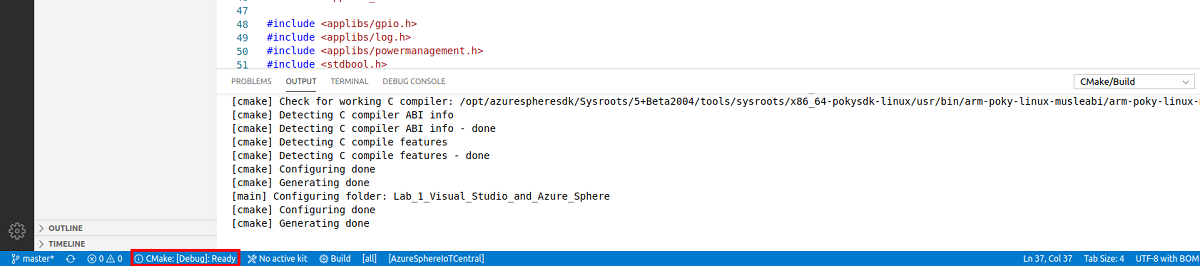 47
48 #include <applibs/gpio.h>
49 #include <applibs/log.h>
50 #include <applibs/powermanagement.h>
51 #include <stdbool.h>
PROBLEMS OUTPUT TERMINAL DEBUG CONSOLE CMake/Build
[cmake] Check for working C compiler: /opt/azurespheresdk/Sysroots/5+Beta2004/tools/sysroots/x86_64-pokysdk-linux/usr/bin/arm-poky-linux-musleabi/arm-poky-linux-
[cmake] Detecting C compiler ABI info
[cmake] Detecting C compiler ABI info - done
[cmake] Detecting C compile features
[cmake] Detecting C compile features - done
[cmake] Configuring done
[cmake] Generating done
[main] Configuring folder: Lab_1_Visual_Studio_and_Azure_Sphere
[cmake] Configuring done
[cmake] Generating done
OUTLINE
TIMELINE
master* 0 0 CMake: [Debug]: Ready No active kit Build [all] [AzureSphereIoTCentral] Ln 37, Col 37 Tab Size: 4 UTF-8 with BOM